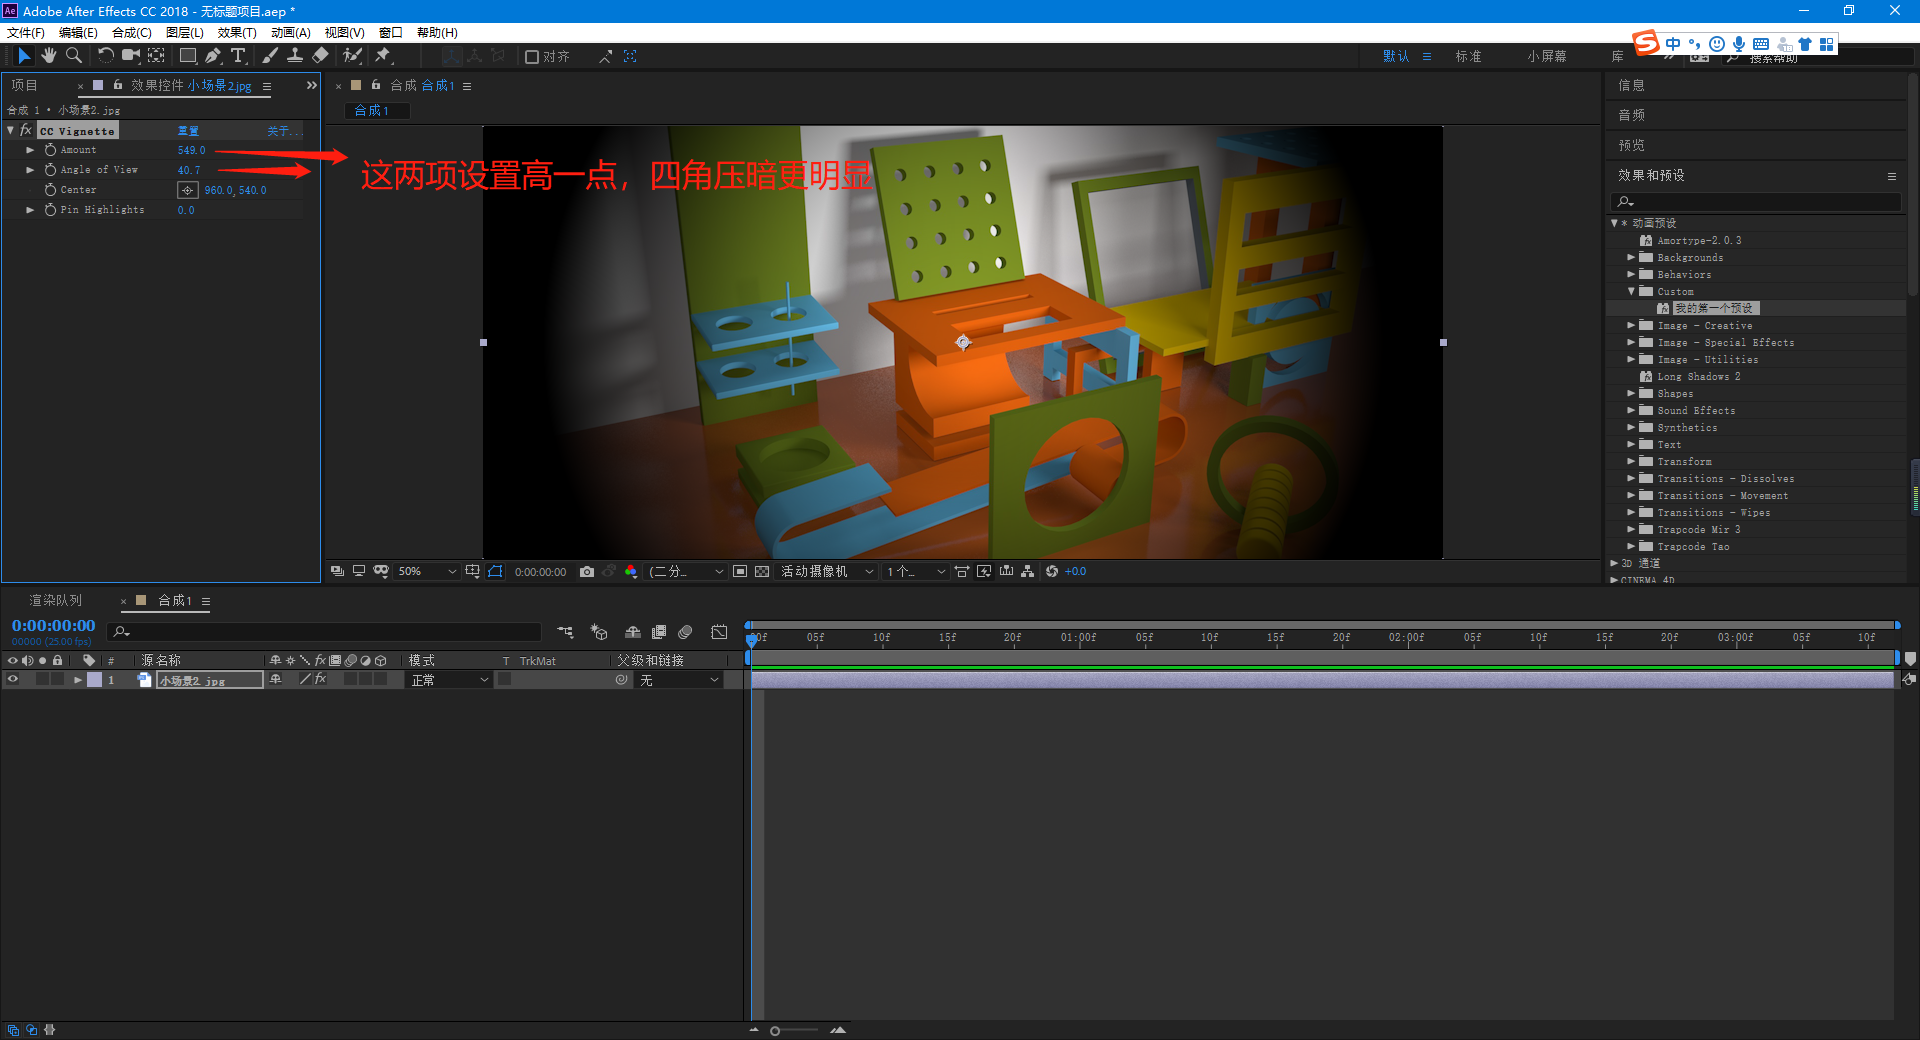 Adobe After Effects CC 2018 - 无标题项目.aep *
文件(F) 编辑(E) 合成(C) 图层(L) 效果(T) 动画(A) 视图(V) 窗口 帮助(H)
对齐 默认 标准 小屏幕 库 搜索帮助
中
项目 效果控件 小场景2.jpg
合成 1 • 小场景2.jpg
fx CC Vignette 重置 关于...
Amount 549.0
Angle of View 40.7
Center 960.0,540.0
Pin Highlights 0.0
合成 合成1
合成1
这两项设置高一点，四角压暗更明显
50% 0:00:00:00 (二分... 活动摄像机 1个... +0.0
信息
音频
预览
效果和预设
* 动画预设
Amortype-2.0.3
Backgrounds
Behaviors
Custom
我的第一个预设
Image - Creative
Image - Special Effects
Image - Utilities
Long Shadows 2
Shapes
Sound Effects
Synthetics
Text
Transform
Transitions - Dissolves
Transitions - Movement
Transitions - Wipes
Trapcode Mir 3
Trapcode Tao
3D 通道
CINEMA 4D
渲染队列 合成1
0:00:00:00
00000 (25.00 fps)
00f 05f 10f 15f 20f 01:00f 05f 10f 15f 20f 02:00f 05f 10f 15f 20f 03:00f 05f 10f
# 源名称 fx 模式 T TrkMat 父级和链接
1 小场景2.jpg fx 正常 无